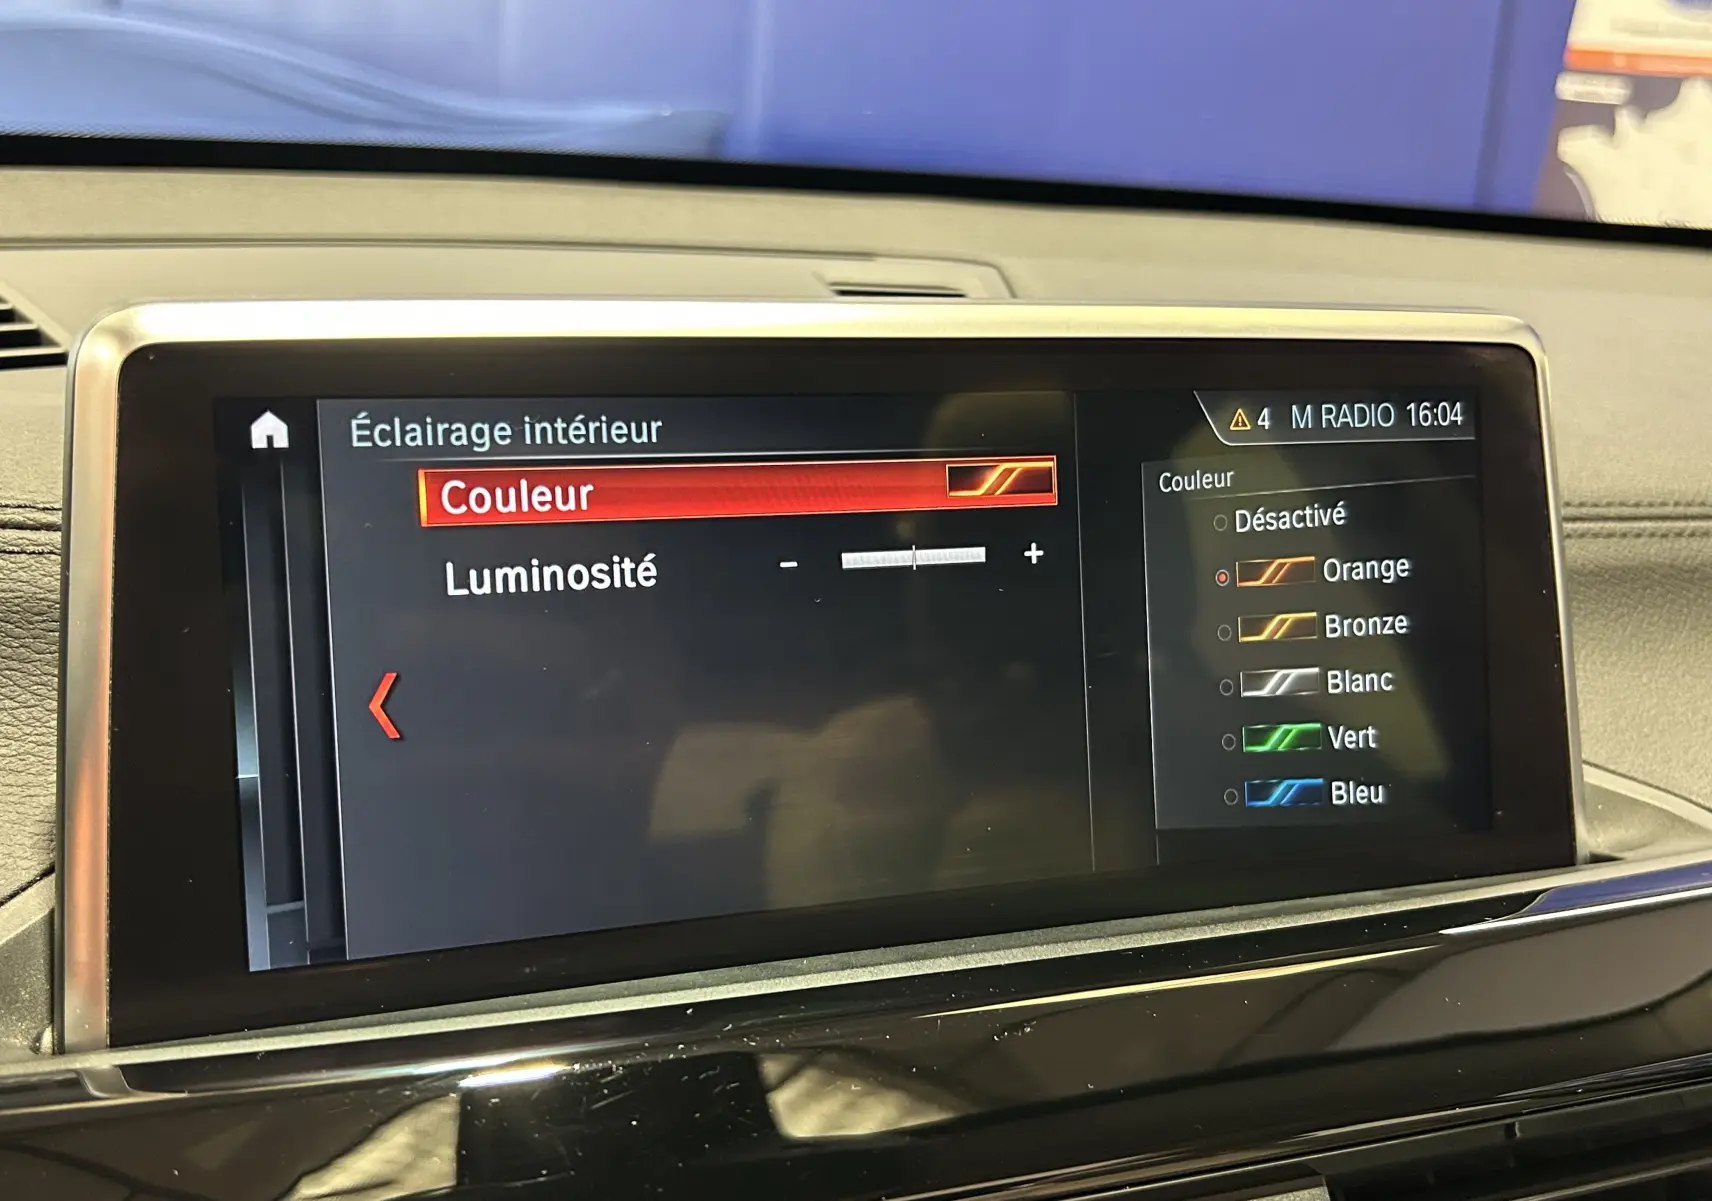 Éclairage intérieur
4 M RADIO 16:04
Couleur
Luminosité - +
Couleur
Désactivé
Orange
Bronze
Blanc
Vert
Bleu